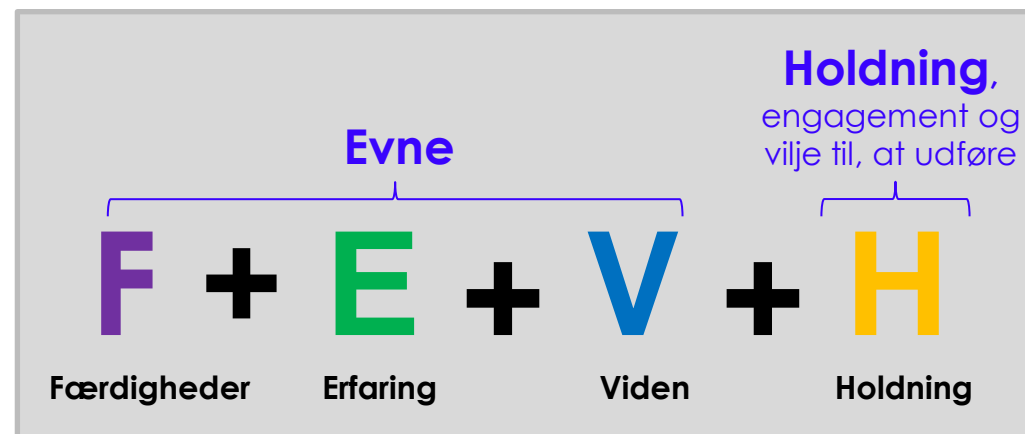 Holdning,
engagement og
vilje til, at udføre
Evne
F + E + V + H
Færdigheder Erfaring Viden Holdning